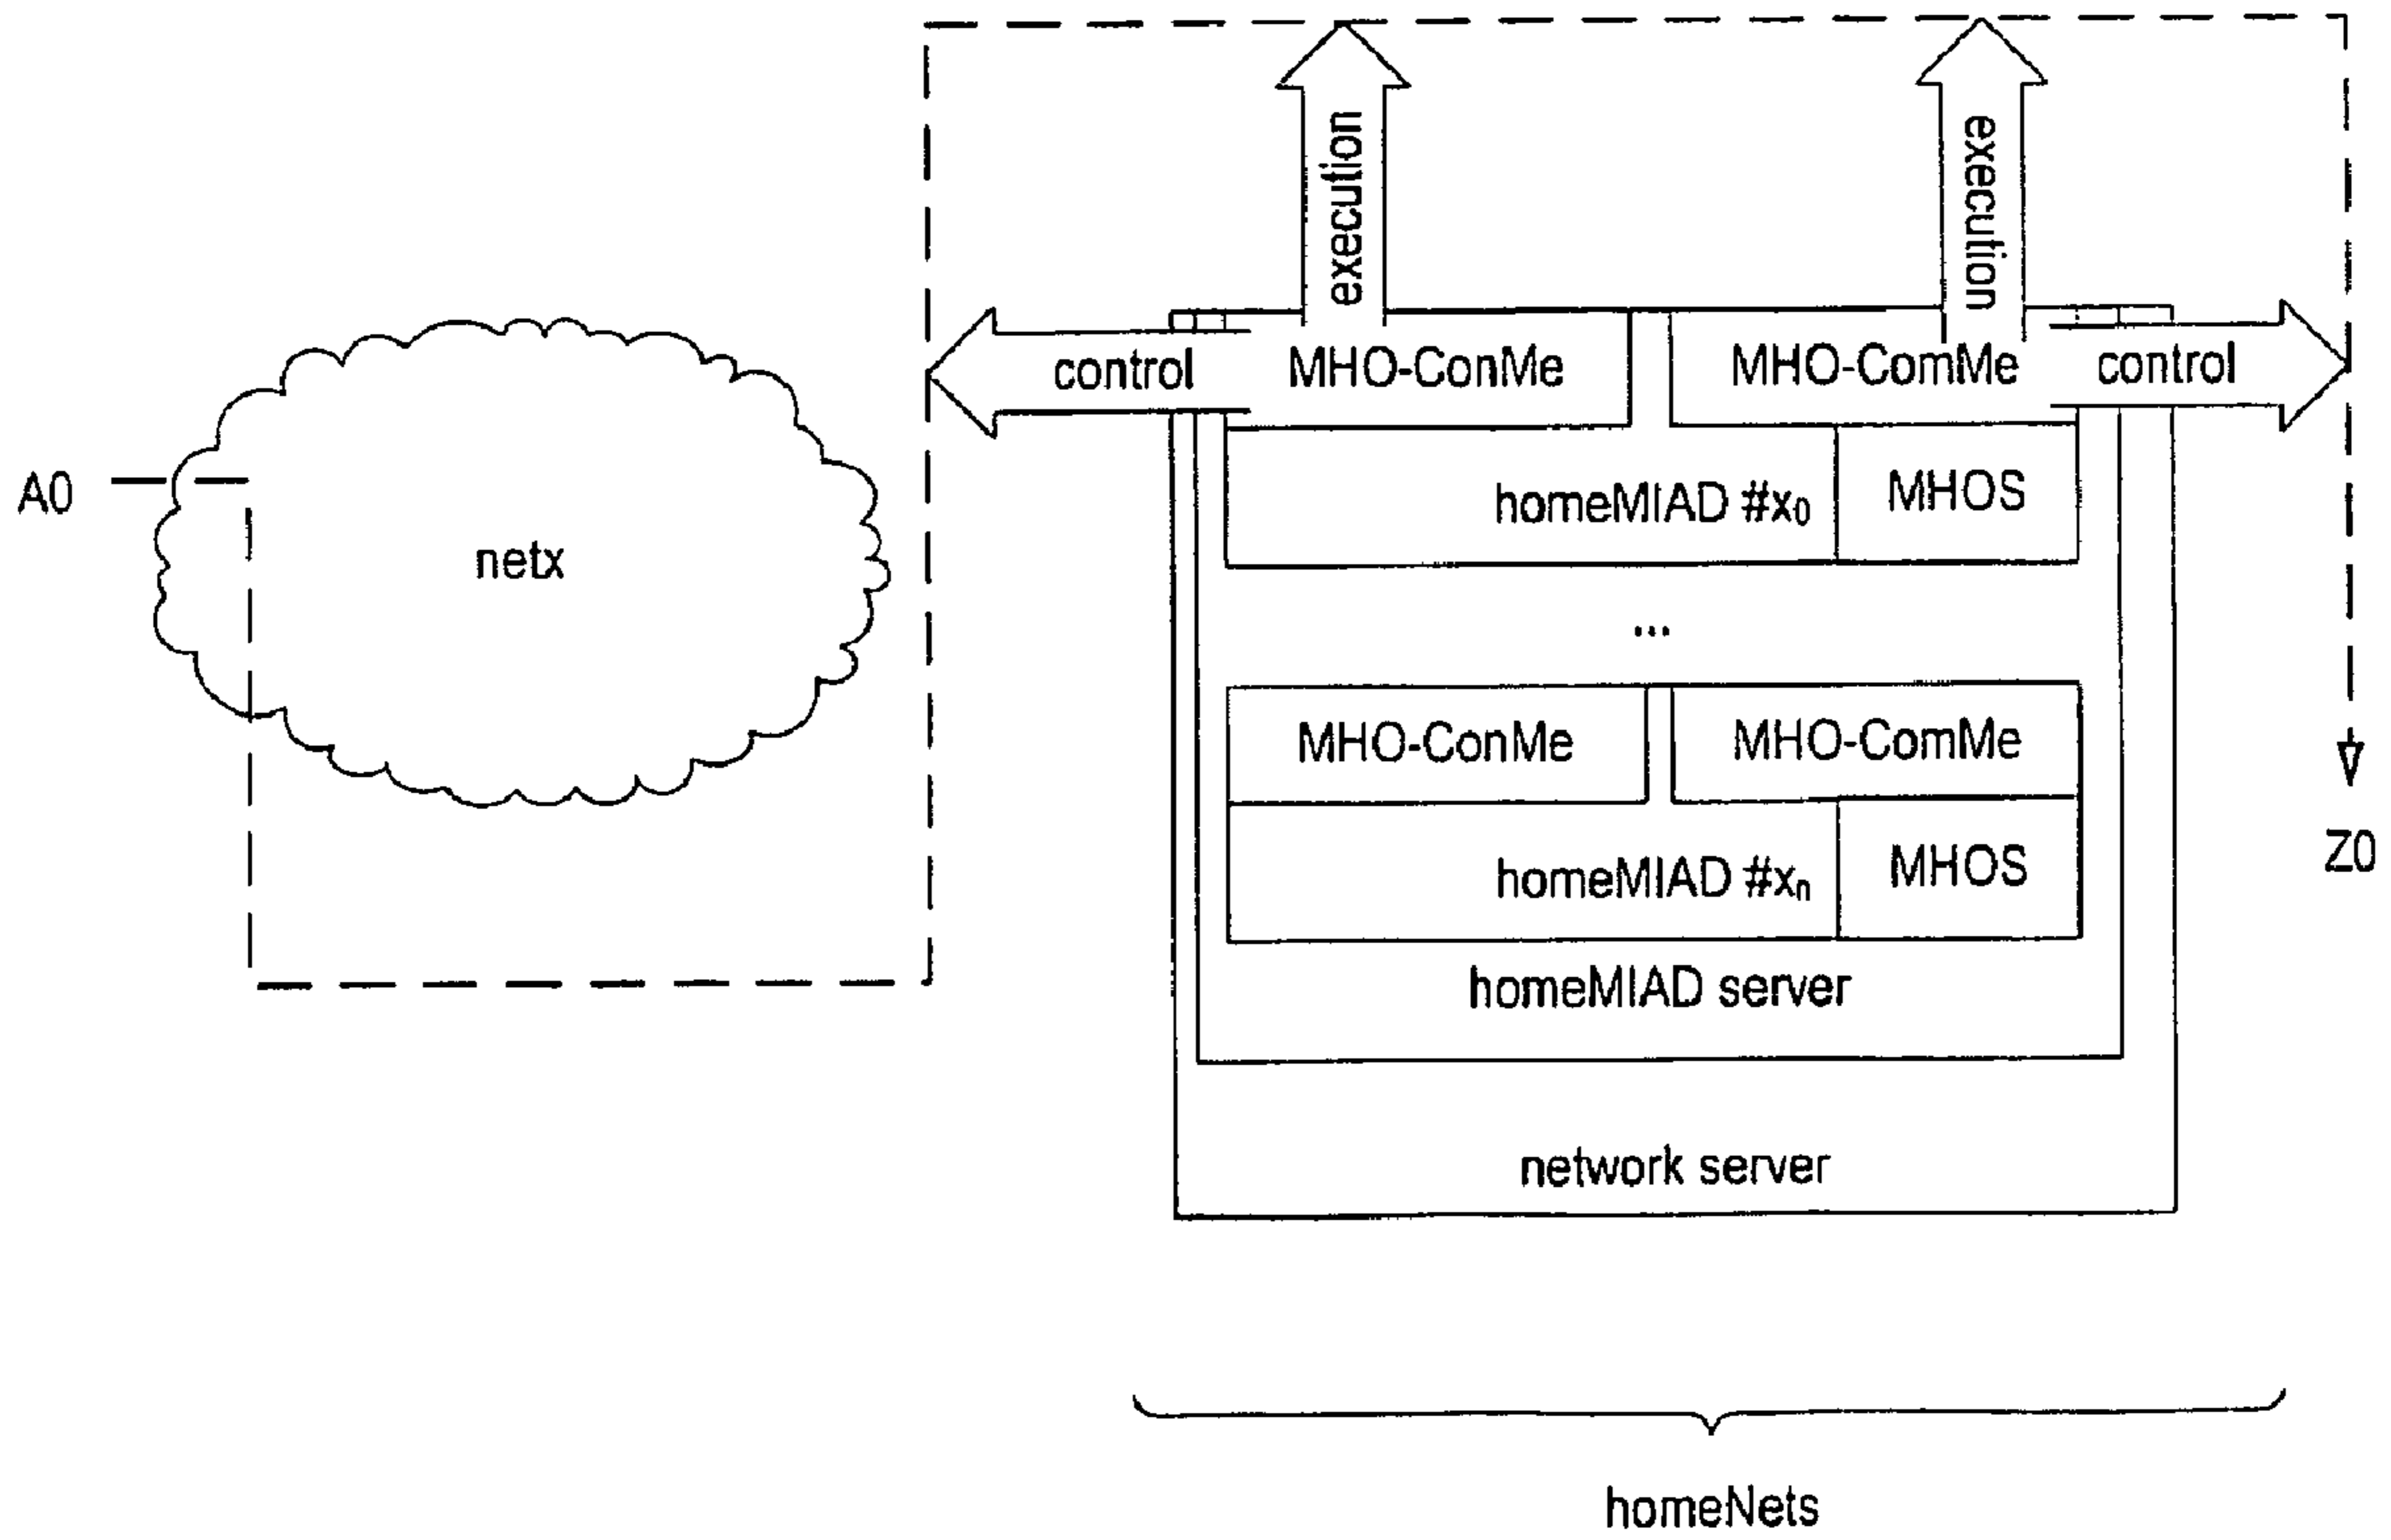 execution
execution
control
MHO-ConMe
MHO-ComMe
control
A0
homeMIAD #x₀
MHOS
netx
...
MHO-ConMe
MHO-ComMe
homeMIAD #xₙ
MHOS
Z0
homeMIAD server
network server
homeNets